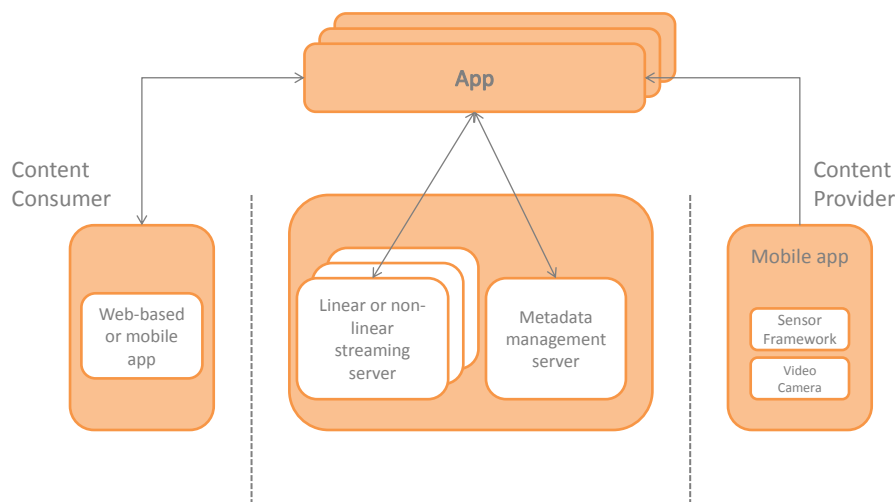 App
Content
Consumer
Content
Provider
Web-based
or mobile
app
Linear or non-
linear
streaming
server
Metadata
management
server
Mobile app
Sensor
Framework
Video
Camera